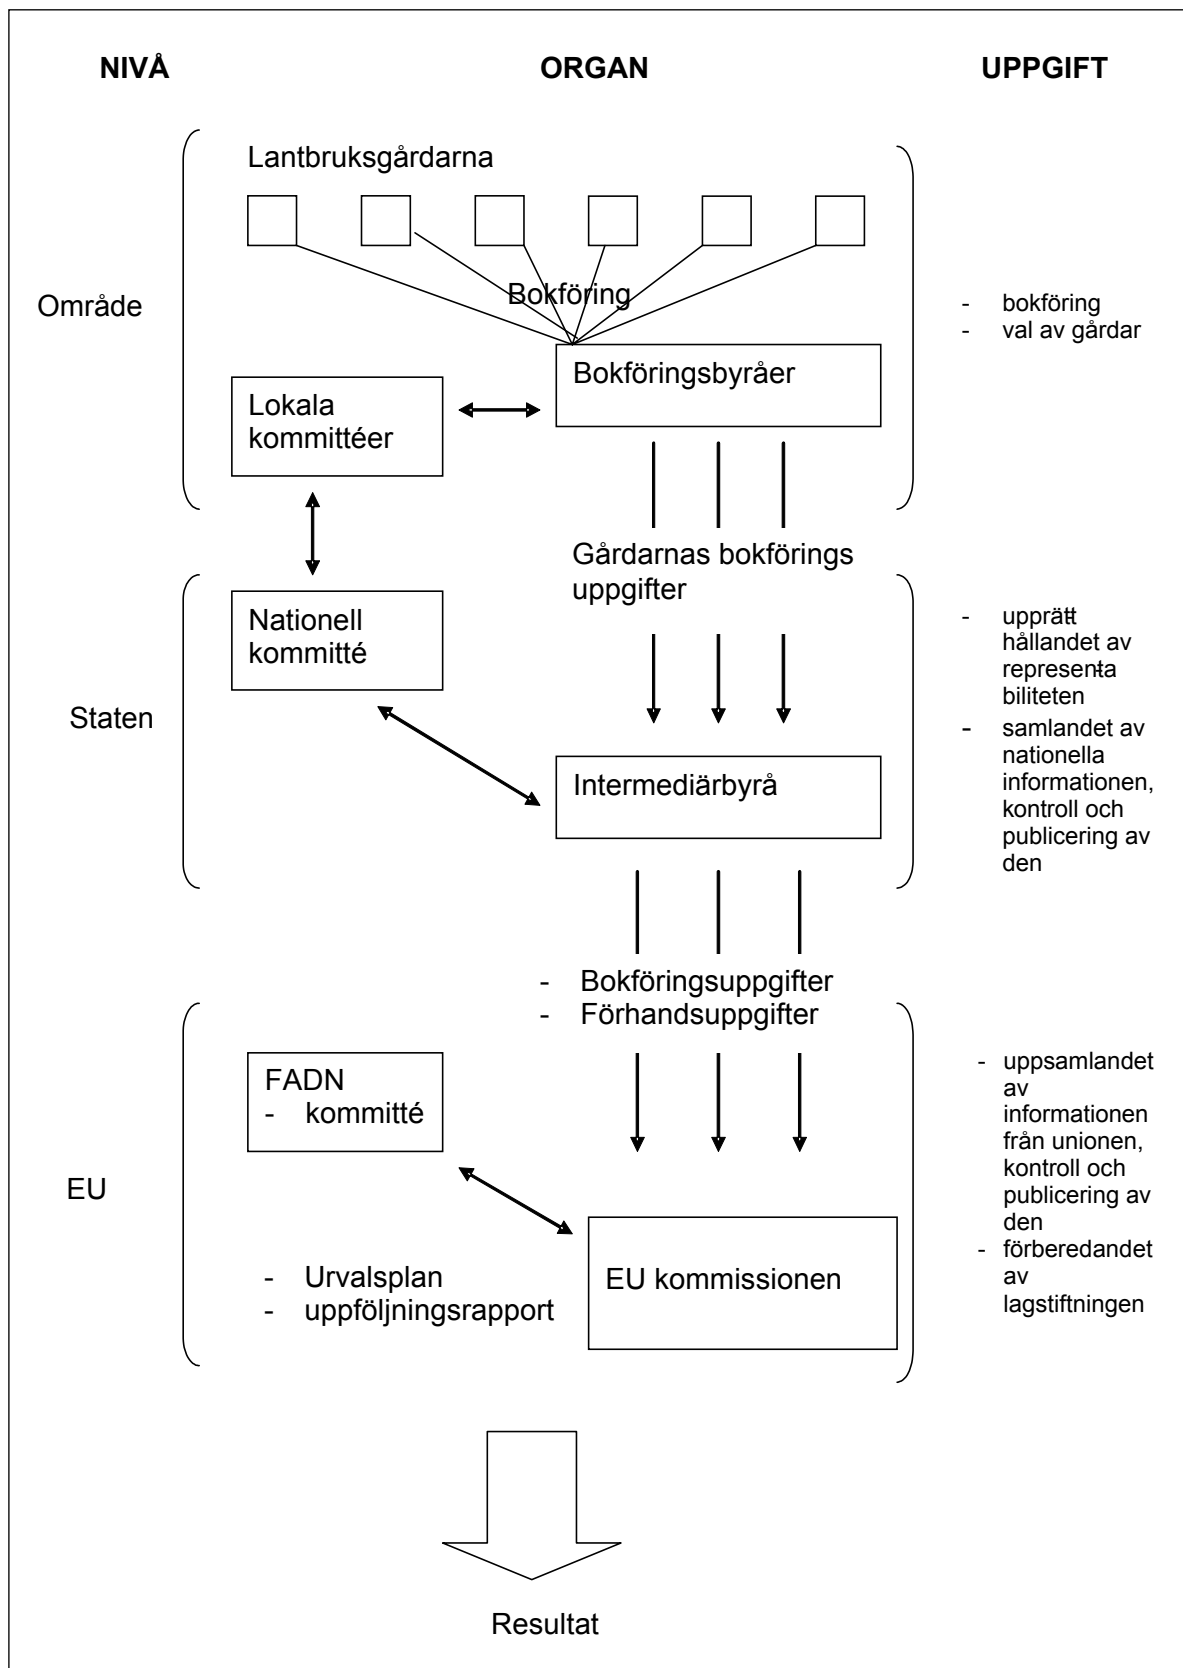 NIVÅ ORGAN UPPGIFT
Lantbruksgårdarna
Bokföring
Område
- bokföring
- val av gårdar
Bokföringsbyråer
Lokala
kommittéer
Gårdarnas bokförings
uppgifter
Nationell
kommitté
Staten
- upprätt
hållandet av
representa
biliteten
- samlandet av
nationella
informationen,
kontroll och
publicering av
den
Intermediärbyrå
- Bokföringsuppgifter
- Förhandsuppgifter
FADN
- kommitté
EU
- uppsamlandet
av
informationen
från unionen,
kontroll och
publicering av
den
- förberedandet
av
lagstiftningen
EU kommissionen
- Urvalsplan
- uppföljningsrapport
Resultat